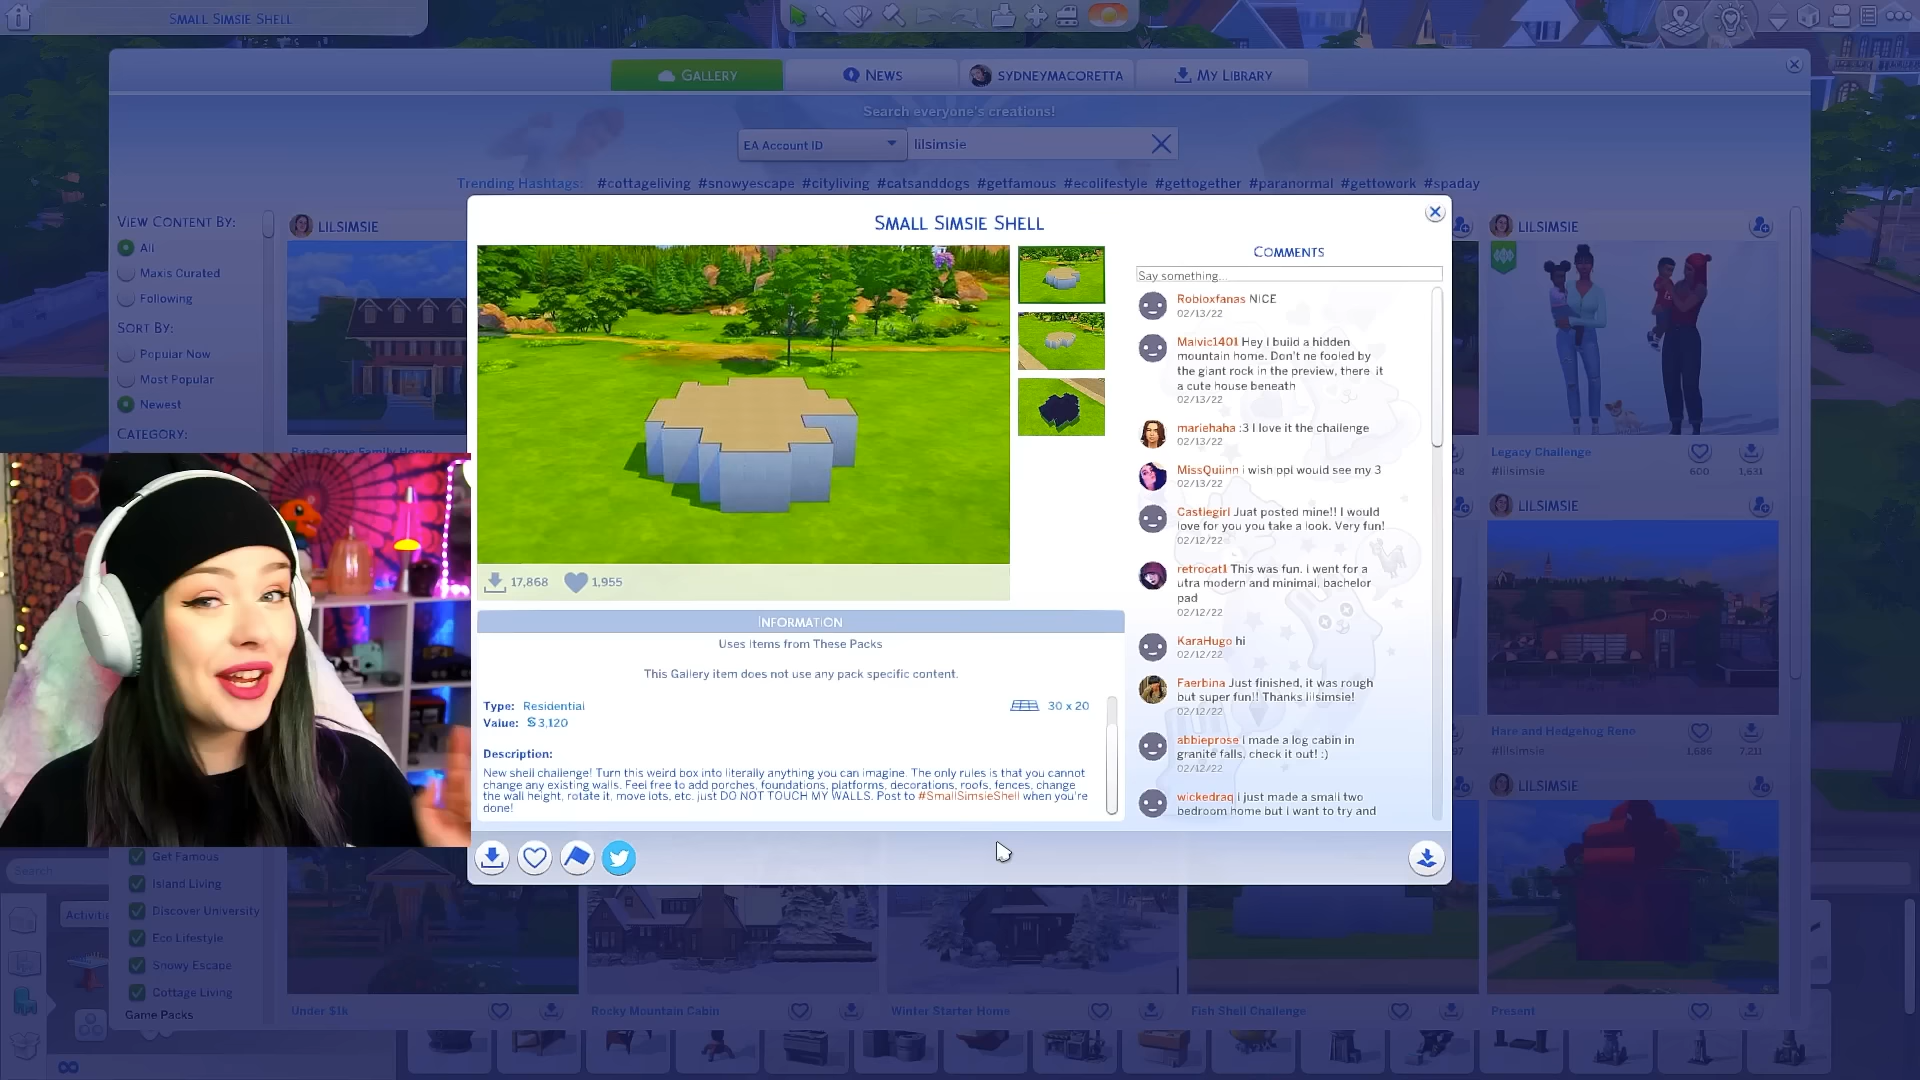 SMALL SIMSIE SHELL
GALLERY
NEWS
SYDNEYMACORETTA
MY LIBRARY
Search everyone's creations!
EA Account ID
lilsimsie
Trending Hashtags: #cottageliving #snowyescape #cityliving #catsanddogs #getfamous #ecolifestyle #gettogether #paranormal #gettowork #spaday
VIEW CONTENT BY:
All
Maxis Curated
Following
SORT BY:
Popular Now
Most Popular
Newest
CATEGORY:
LILSIMSIE
Base Game Family Home
SMALL SIMSIE SHELL
17,868
1,955
INFORMATION
Uses Items from These Packs
This Gallery item does not use any pack specific content.
Type: Residential
30 x 20
Value: §3,120
Description:
New shell challenge! Turn this weird box into literally anything you can imagine. The only rules is that you cannot
change any existing walls. Feel free to add porches, foundations, platforms, decorations, roofs, fences, change
the wall height, rotate it, move lots, etc. just DO NOT TOUCH MY WALLS. Post to #SmallSimsieShell when you're
done!
COMMENTS
Say something...
Robloxfanas NICE
02/13/22
Malvic1401 Hey I build a hidden
mountain home. Don't ne fooled by
the giant rock in the preview, there it
a cute house beneath
02/13/22
mariehaha :3 I love it the challenge
02/13/22
MissQuiinn i wish ppl would see my 3
02/13/22
Castlegirl Juat posted mine!! I would
love for you you take a look. Very fun!
02/12/22
retrocat1 This was fun. i went for a
utra modern and minimal, bachelor
pad
02/12/22
KaraHugo hi
02/12/22
Faerbina Just finished, it was rough
but super fun!! Thanks lilsimsie!
02/12/22
abbieprose i made a log cabin in
granite falls, check it out! :)
02/12/22
wickedraq i just made a small two
bedroom home but i want to try and
LILSIMSIE
Legacy Challenge
#lilsimsie
600
1,631
LILSIMSIE
Hare and Hedgehog Reno
#lilsimsie
1,686
7,211
LILSIMSIE
Search
Activiti
Get Famous
Island Living
Discover University
Eco Lifestyle
Snowy Escape
Cottage Living
Game Packs
Under $1k
Rocky Mountain Cabin
Winter Starter Home
Fish Shell Challenge
Present